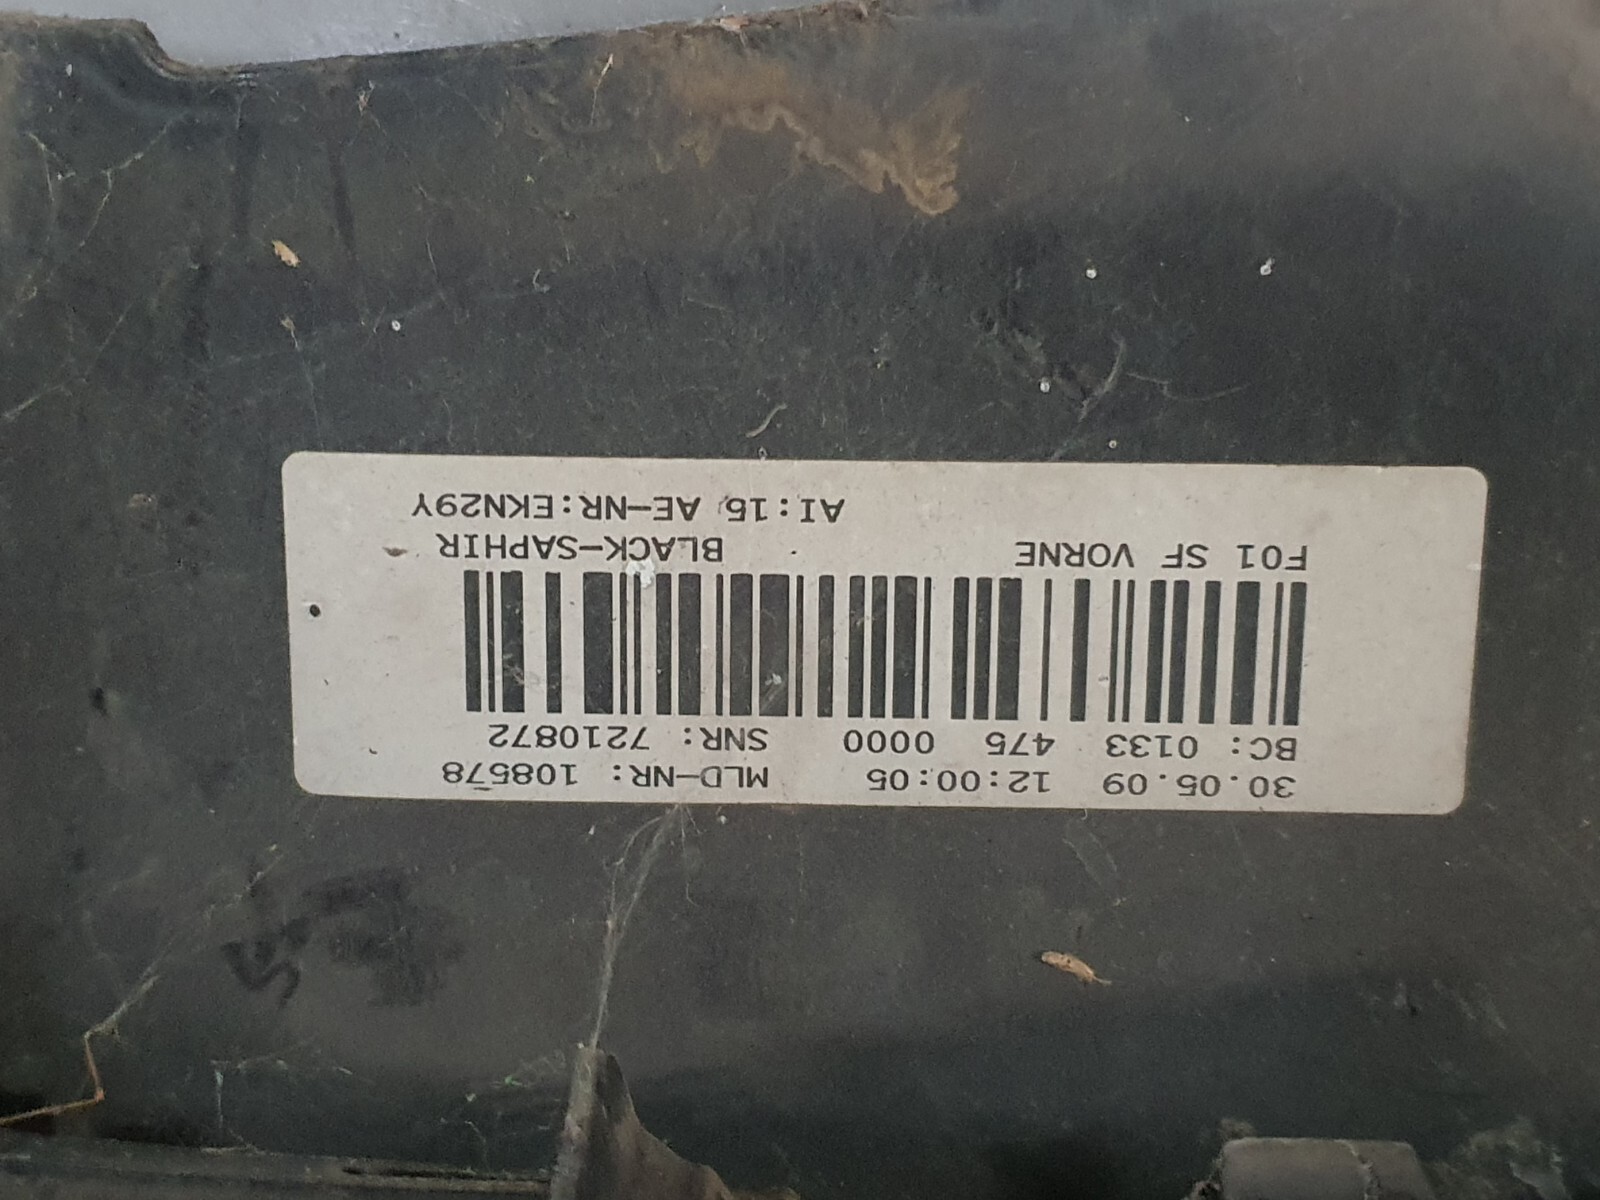 30.05.09 12:00:05 MLD-NR: 108578
BC: 0133 475 0000 SNR: 7210872
F01 SF VORNE BLACK-SAPHIR
AI:15 AE-NR:EKN29Y